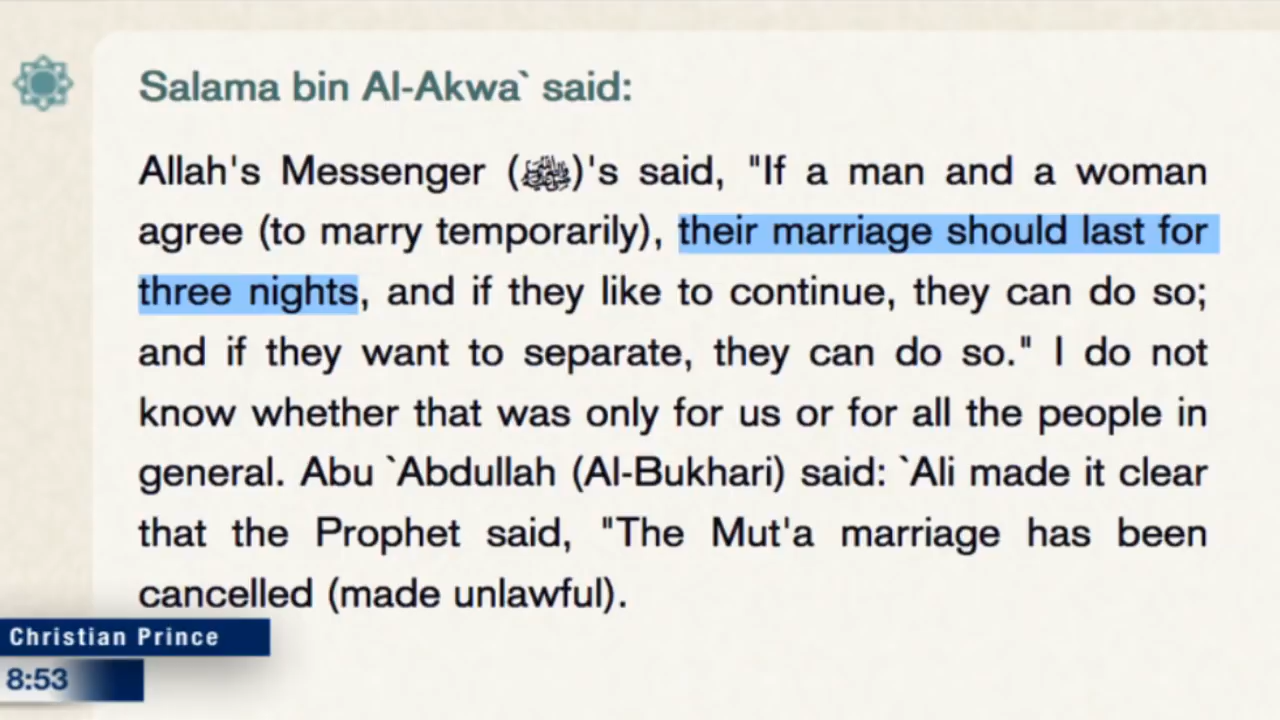 Salama bin Al-Akwa` said:
Allah's Messenger (ﷺ)'s said, "If a man and a woman
agree (to marry temporarily), their marriage should last for
three nights, and if they like to continue, they can do so;
and if they want to separate, they can do so." I do not
know whether that was only for us or for all the people in
general. Abu `Abdullah (Al-Bukhari) said: `Ali made it clear
that the Prophet said, "The Mut'a marriage has been
cancelled (made unlawful).
Christian Prince
8:53